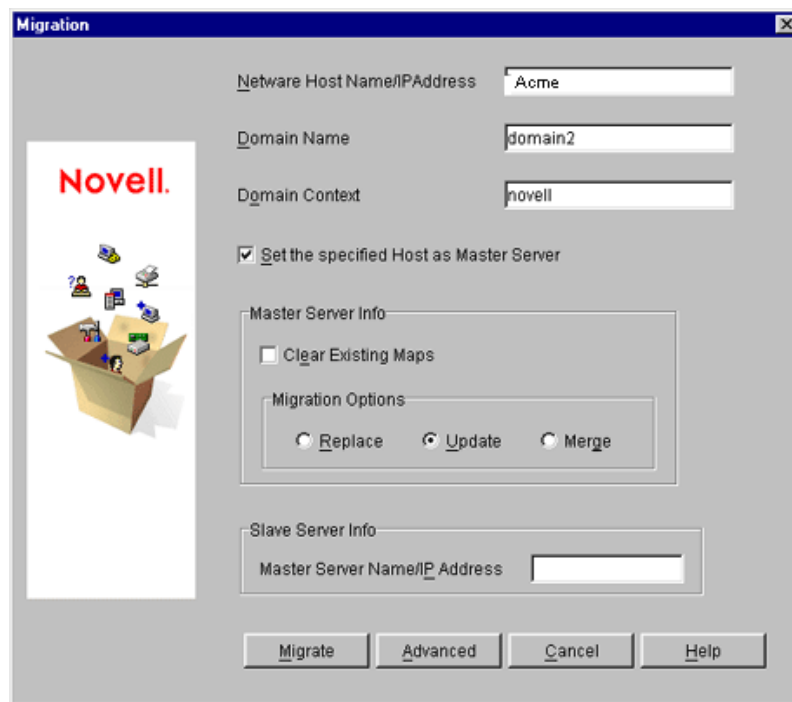 Migration
Netware Host Name/IPAddress Acme
Domain Name domain2
Novell.
Domain Context novell
Set the specified Host as Master Server
Master Server Info
Clear Existing Maps
Migration Options
Replace Update Merge
Slave Server Info
Master Server Name/IP Address
Migrate Advanced Cancel Help